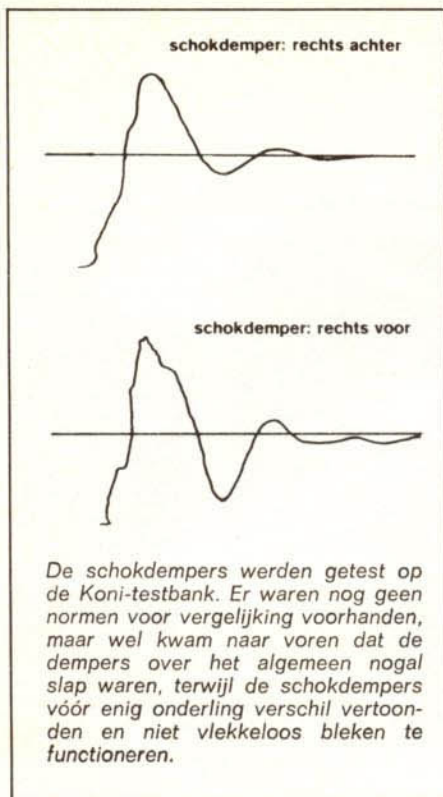 schokdemper: rechts achter
schokdemper: rechts voor
De schokdempers werden getest op
de Koni-testbank. Er waren nog geen
normen voor vergelijking voorhanden,
maar wel kwam naar voren dat de
dempers over het algemeen nogal
slap waren, terwijl de schokdempers
vóór enig onderling verschil vertoon-
den en niet vlekkeloos bleken te
functioneren.